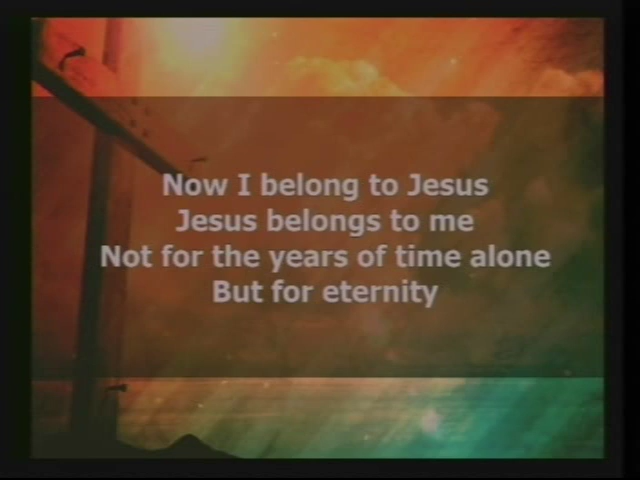 Now I belong to Jesus
Jesus belongs to me
Not for the years of time alone
But for eternity